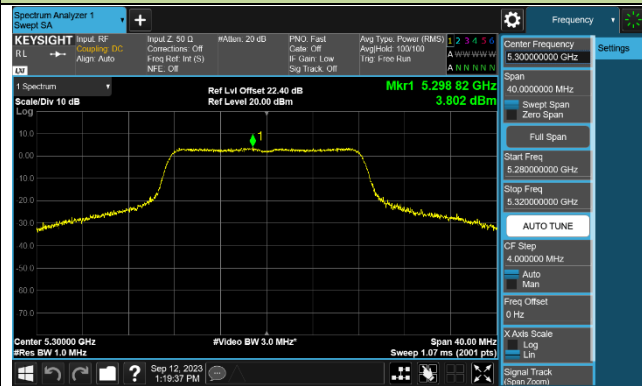 Spectrum Analyzer 1
Swept SA
Frequency
KEYSIGHT
RL
LXI
Input: RF
Coupling: DC
Align: Auto
Input Z: 50 Ω
Corrections: Off
Freq Ref: Int (S)
NFE: Off
#Atten: 20 dB
PNO: Fast
Gate: Off
IF Gain: Low
Sig Track: Off
Avg Type: Power (RMS)
Avg|Hold: 100/100
Trig: Free Run
1 2 3 4 5 6
A W W W W W
A N N N N N
1 Spectrum
Scale/Div 10 dB
Log
Ref Lvl Offset 22.40 dB
Ref Level 20.00 dBm
Mkr1 5.298 82 GHz
3.802 dBm
1
10.0
0.00
-10.0
-20.0
-30.0
-40.0
-50.0
-60.0
-70.0
Center 5.30000 GHz
#Res BW 1.0 MHz
#Video BW 3.0 MHz*
Span 40.00 MHz
Sweep 1.07 ms (2001 pts)
Center Frequency
5.300000000 GHz
Settings
Span
40.0000000 MHz
Swept Span
Zero Span
Full Span
Start Freq
5.280000000 GHz
Stop Freq
5.320000000 GHz
AUTO TUNE
CF Step
4.000000 MHz
Auto
Man
Freq Offset
0 Hz
X Axis Scale
Log
Lin
Signal Track
(Span Zoom)
?
Sep 12, 2023
1:19:37 PM